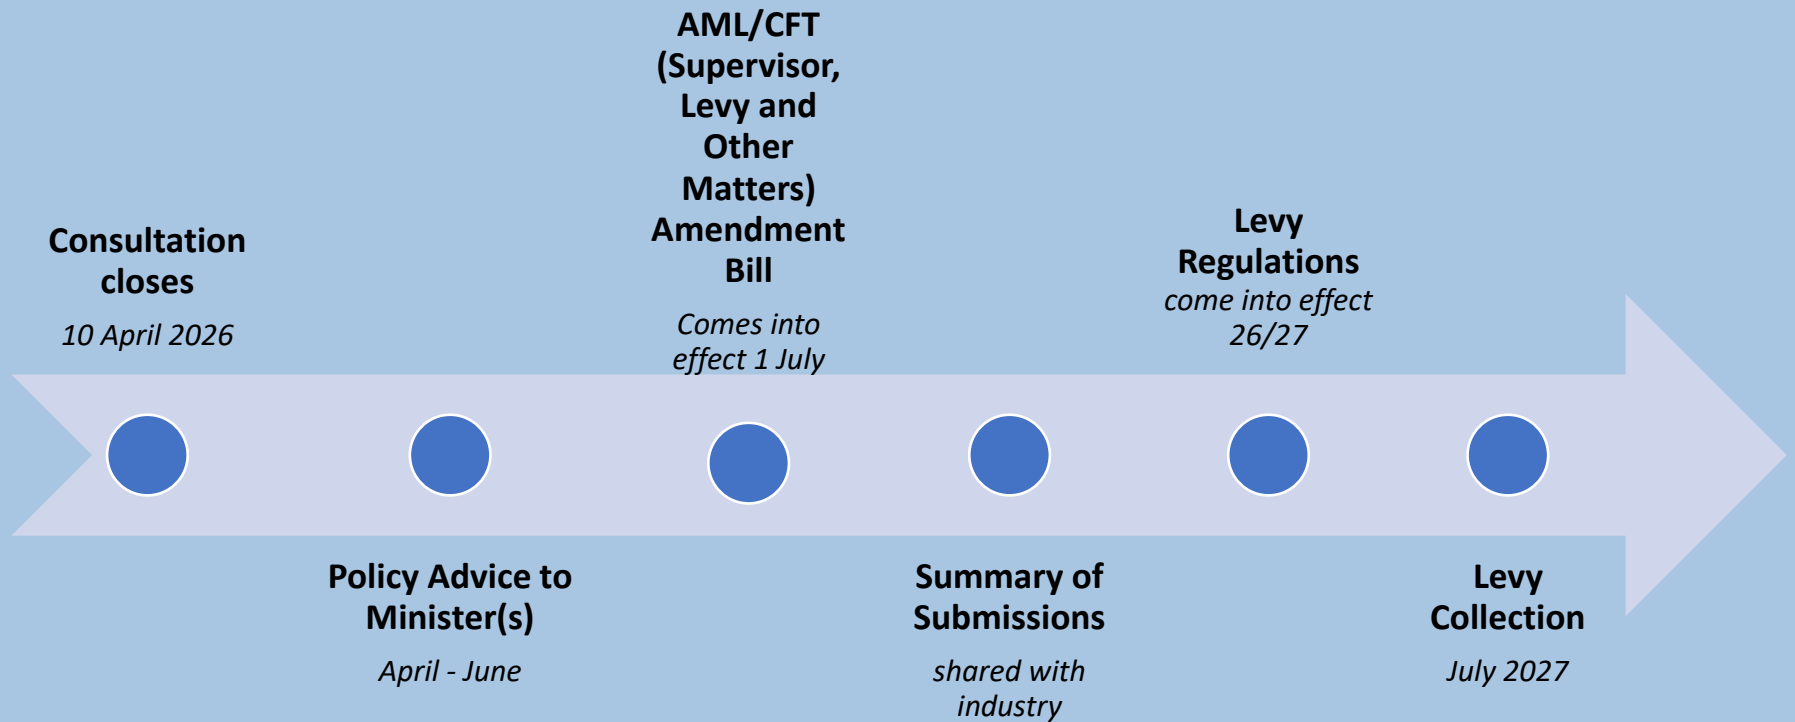 Consultation
closes
10 April 2026
Policy Advice to
Minister(s)
April - June
AML/CFT
(Supervisor,
Levy and
Other
Matters)
Amendment
Bill
Comes into
effect 1 July
Summary of
Submissions
shared with
industry
Levy
Regulations
come into effect
26/27
Levy
Collection
July 2027